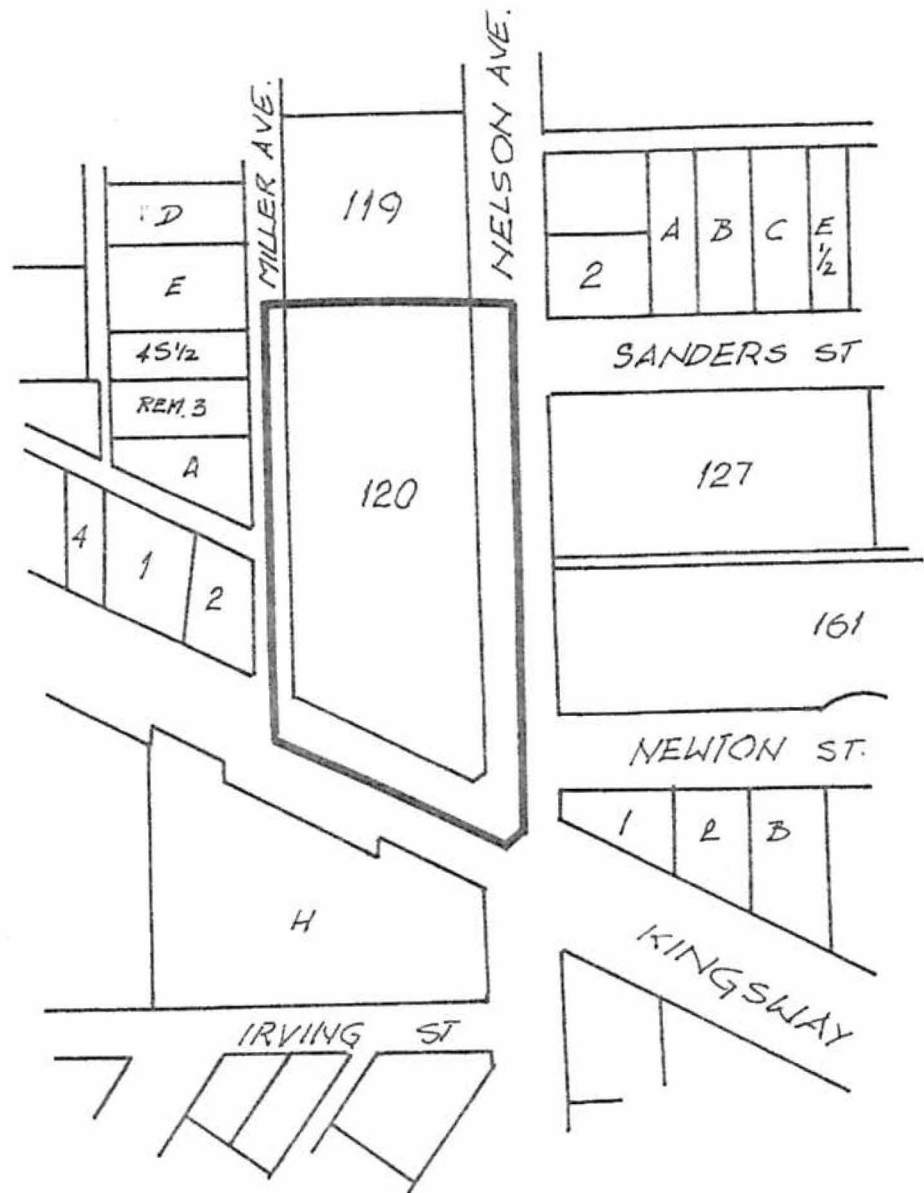 MILLER AVE.
NELSON AVE.
119
D
E
4S½
REM. 3
A
A
B
C
E ½
2
SANDERS ST
120
127
4
1
2
161
NEWTON ST.
1
2
B
H
KINGSWAY
IRVING ST